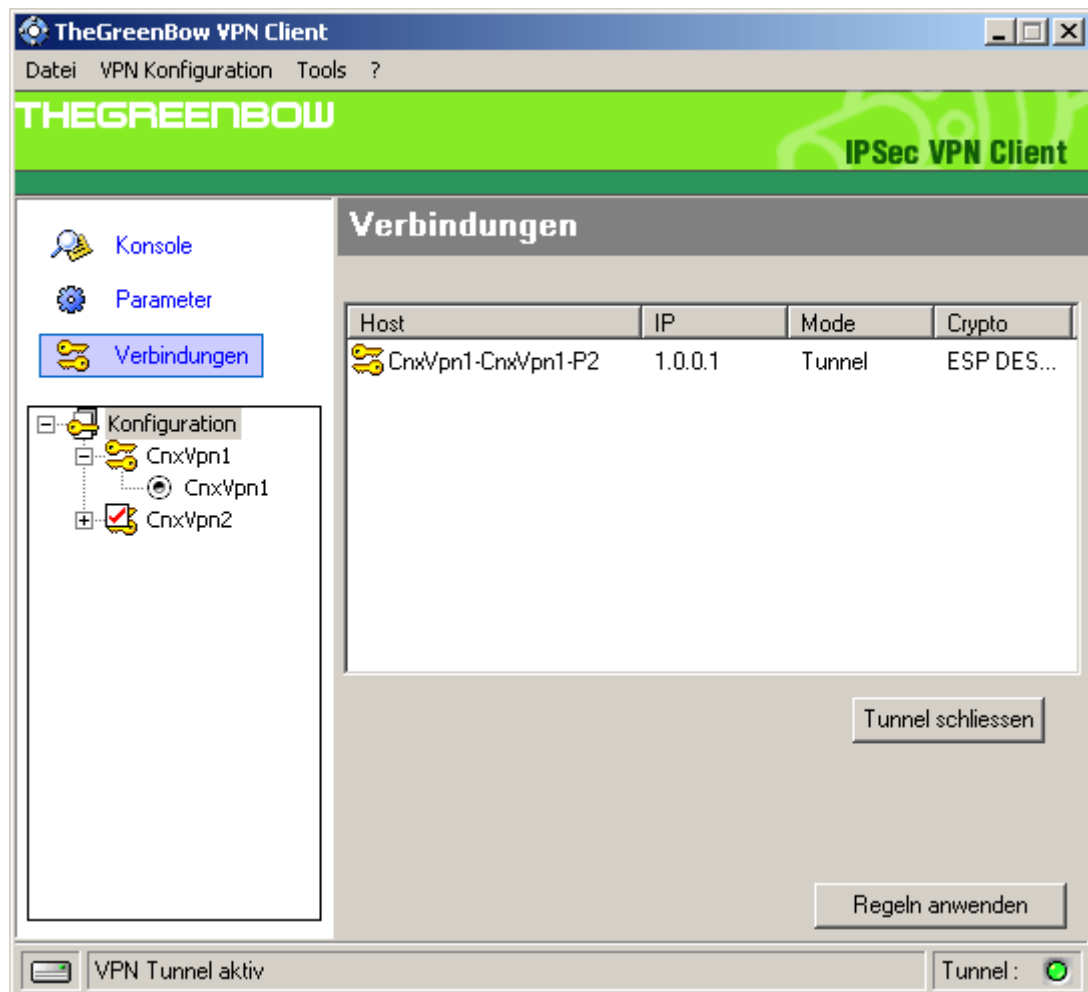 TheGreenBow VPN Client
Datei VPN Konfiguration Tools ?
THEGREENBOW
IPSec VPN Client
Konsole
Parameter
Verbindungen
Konfiguration
CnxVpn1
CnxVpn1
CnxVpn2
Verbindungen
Host IP Mode Crypto
CnxVpn1-CnxVpn1-P2 1.0.0.1 Tunnel ESP DES...
Tunnel schliessen
Regeln anwenden
VPN Tunnel aktiv Tunnel :